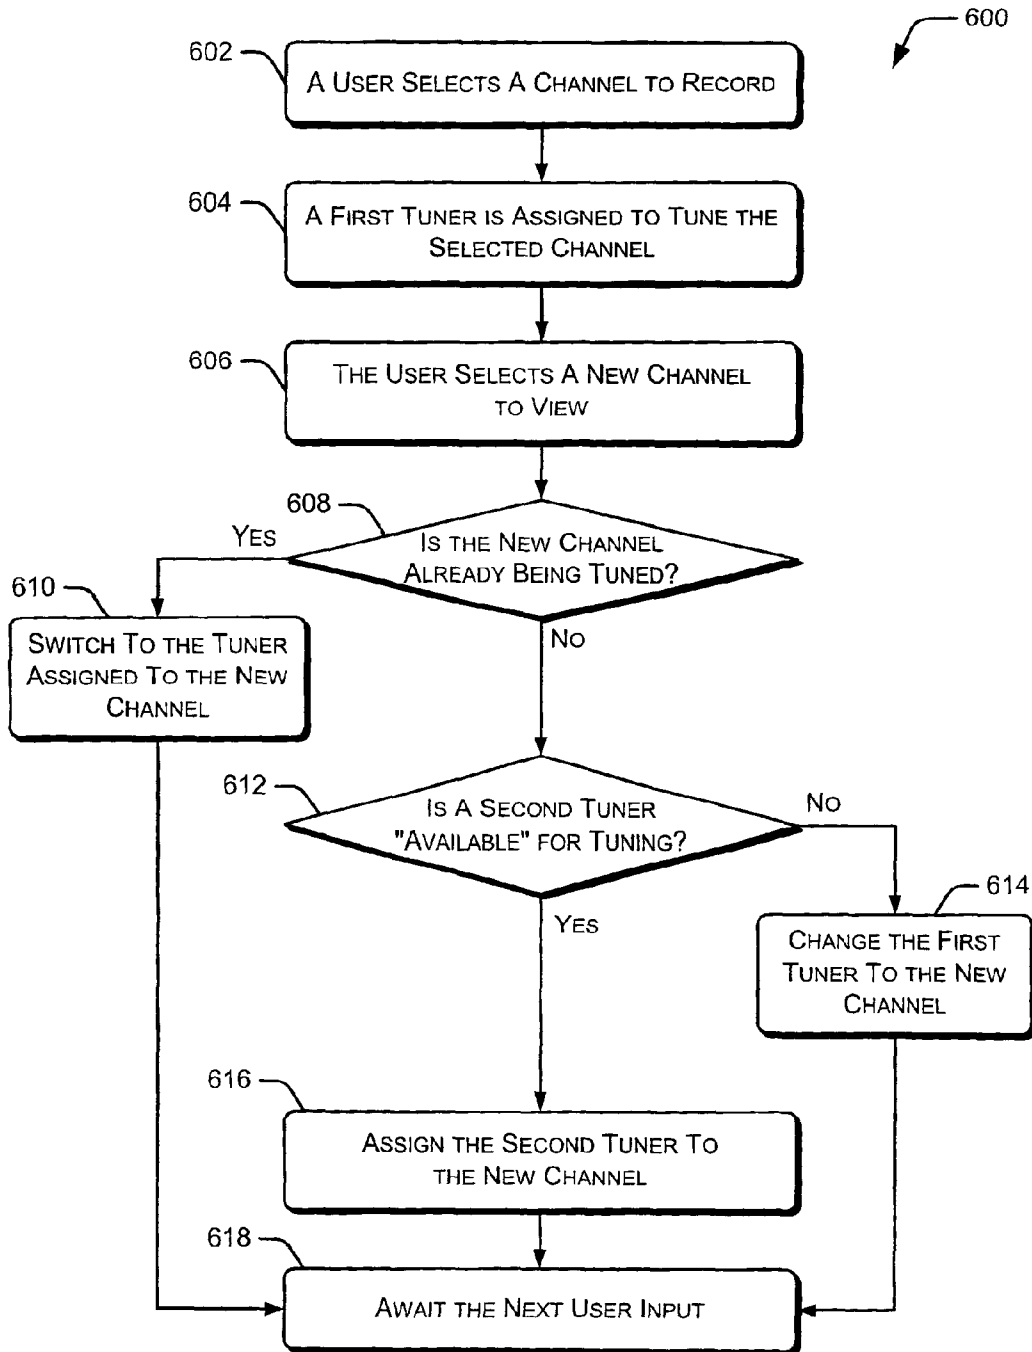 600
602
A USER SELECTS A CHANNEL TO RECORD
604
A FIRST TUNER IS ASSIGNED TO TUNE THE
SELECTED CHANNEL
606
THE USER SELECTS A NEW CHANNEL
TO VIEW
608
YES
IS THE NEW CHANNEL
ALREADY BEING TUNED?
610
SWITCH TO THE TUNER
ASSIGNED TO THE NEW
CHANNEL
NO
612
IS A SECOND TUNER
"AVAILABLE" FOR TUNING?
NO
614
CHANGE THE FIRST
TUNER TO THE NEW
CHANNEL
YES
616
ASSIGN THE SECOND TUNER TO
THE NEW CHANNEL
618
AWAIT THE NEXT USER INPUT